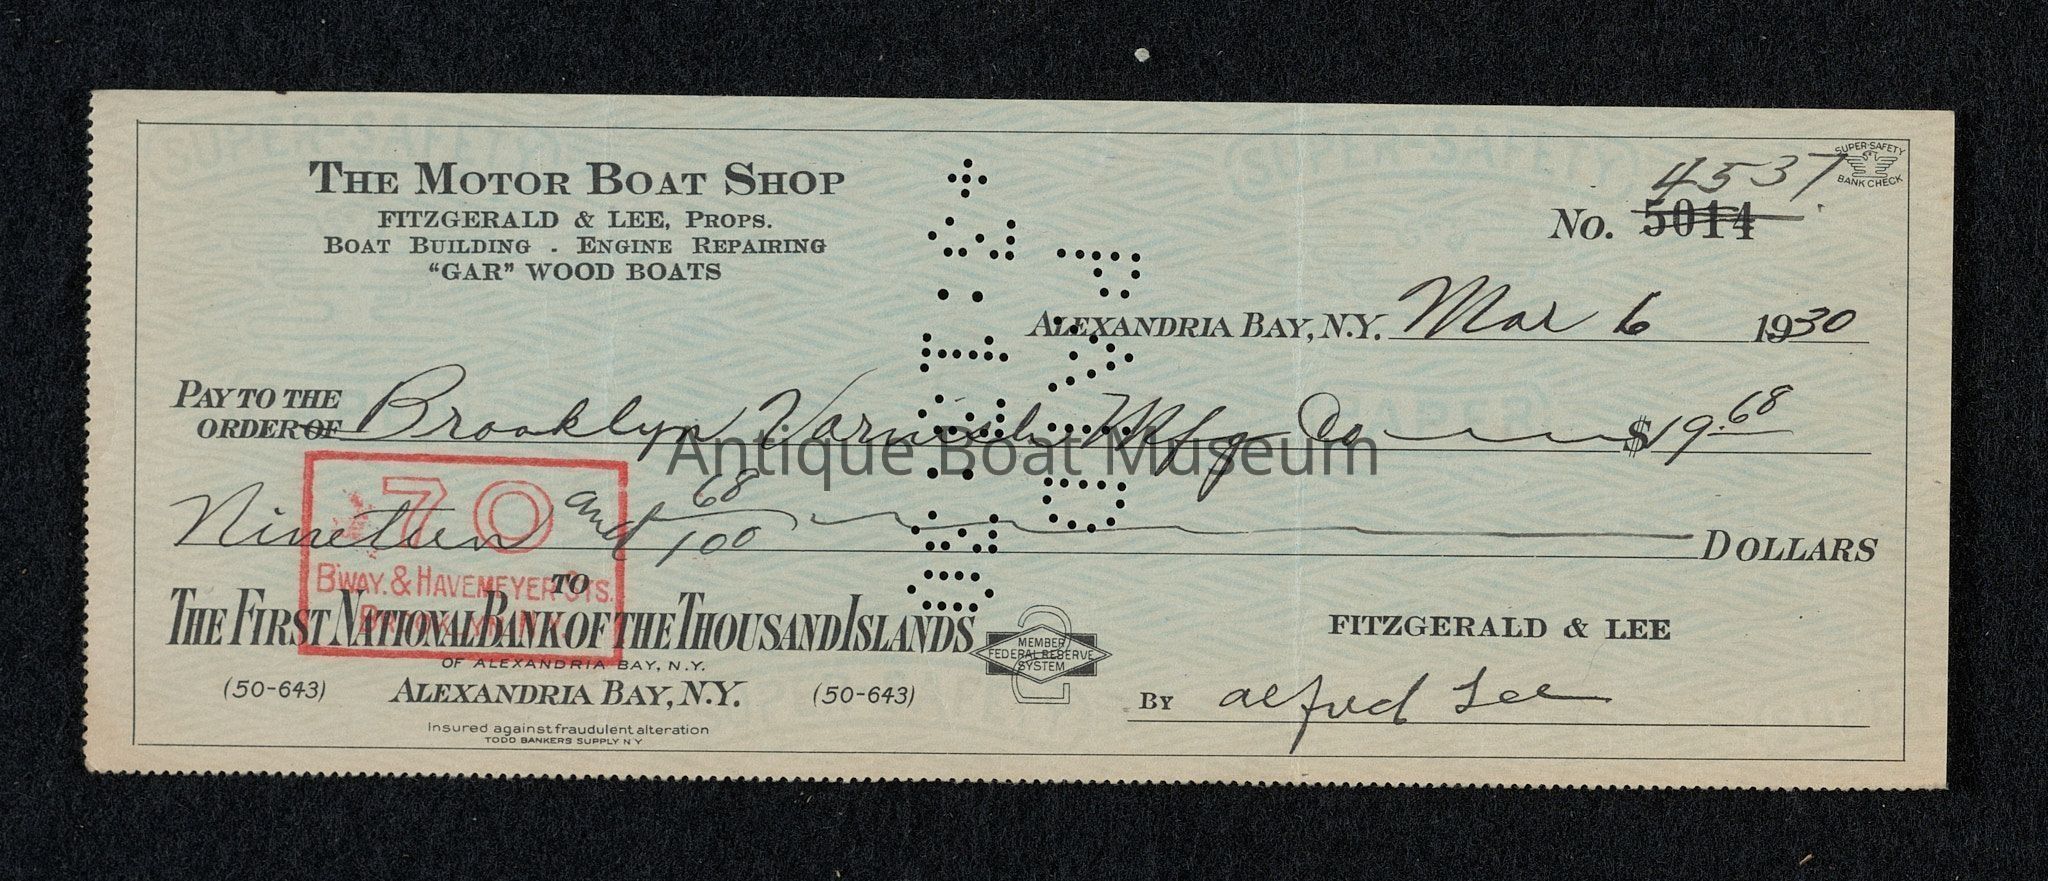 THE MOTOR BOAT SHOP
FITZGERALD & LEE, PROPS.
BOAT BUILDING - ENGINE REPAIRING
"GAR" WOOD BOATS
SUPER-SAFETY
BANK CHECK
4537
No. 5014
ALEXANDRIA BAY, N.Y. Mar 6 1930
PAY TO THE
ORDER OF Brooklyn Varnish Mfg Co $19.68
Antique Boat Museum
Nineteen and 68/100 DOLLARS
70
B'WAY. & HAVEMEYER STS.
BROOKLYN, N.Y.
TO
THE FIRST NATIONAL BANK OF THE THOUSAND ISLANDS
OF ALEXANDRIA BAY, N.Y.
(50-643) ALEXANDRIA BAY, N.Y. (50-643)
Insured against fraudulent alteration
TODD BANKERS SUPPLY N Y
MEMBER
FEDERAL RESERVE
SYSTEM
2
FITZGERALD & LEE
BY Alfred Lee